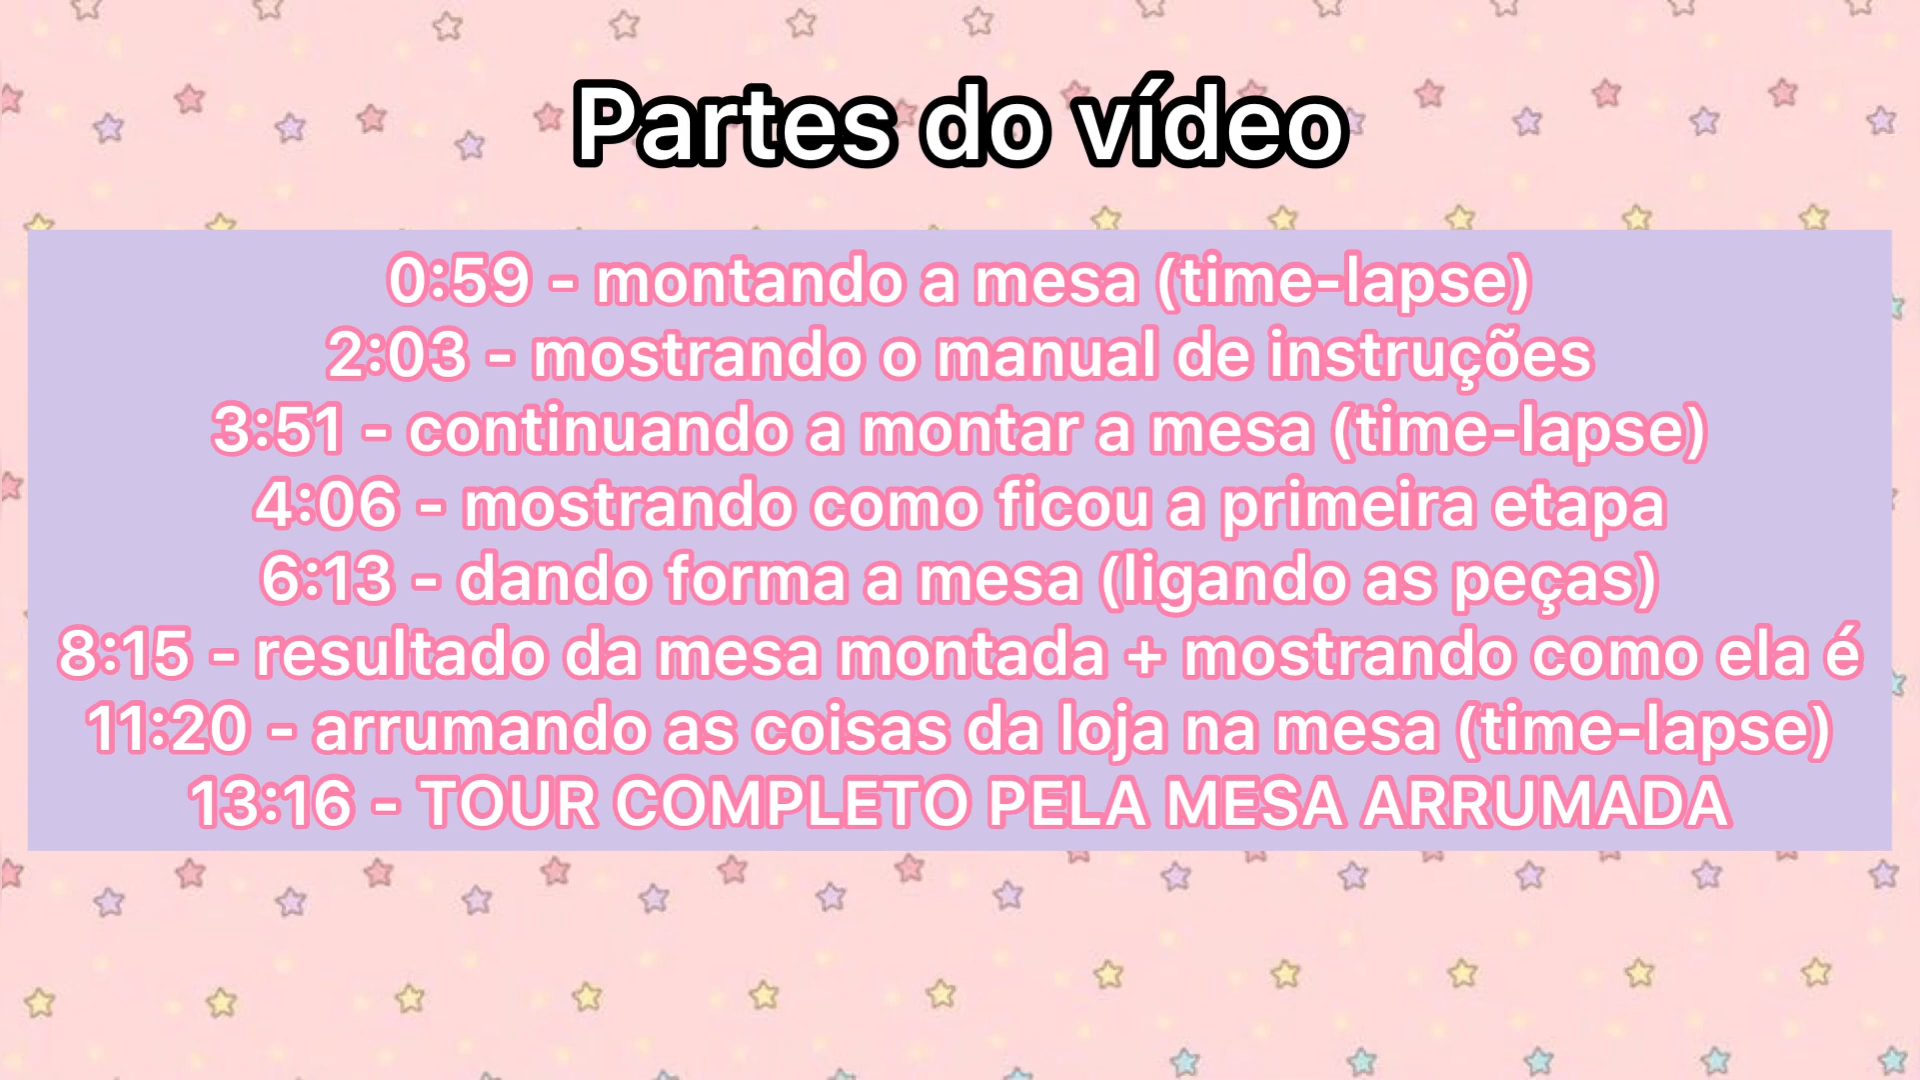 Partes do vídeo
0:59 - montando a mesa (time-lapse)
2:03 - mostrando o manual de instruções
3:51 - continuando a montar a mesa (time-lapse)
4:06 - mostrando como ficou a primeira etapa
6:13 - dando forma a mesa (ligando as peças)
8:15 - resultado da mesa montada + mostrando como ela é
11:20 - arrumando as coisas da loja na mesa (time-lapse)
13:16 - TOUR COMPLETO PELA MESA ARRUMADA